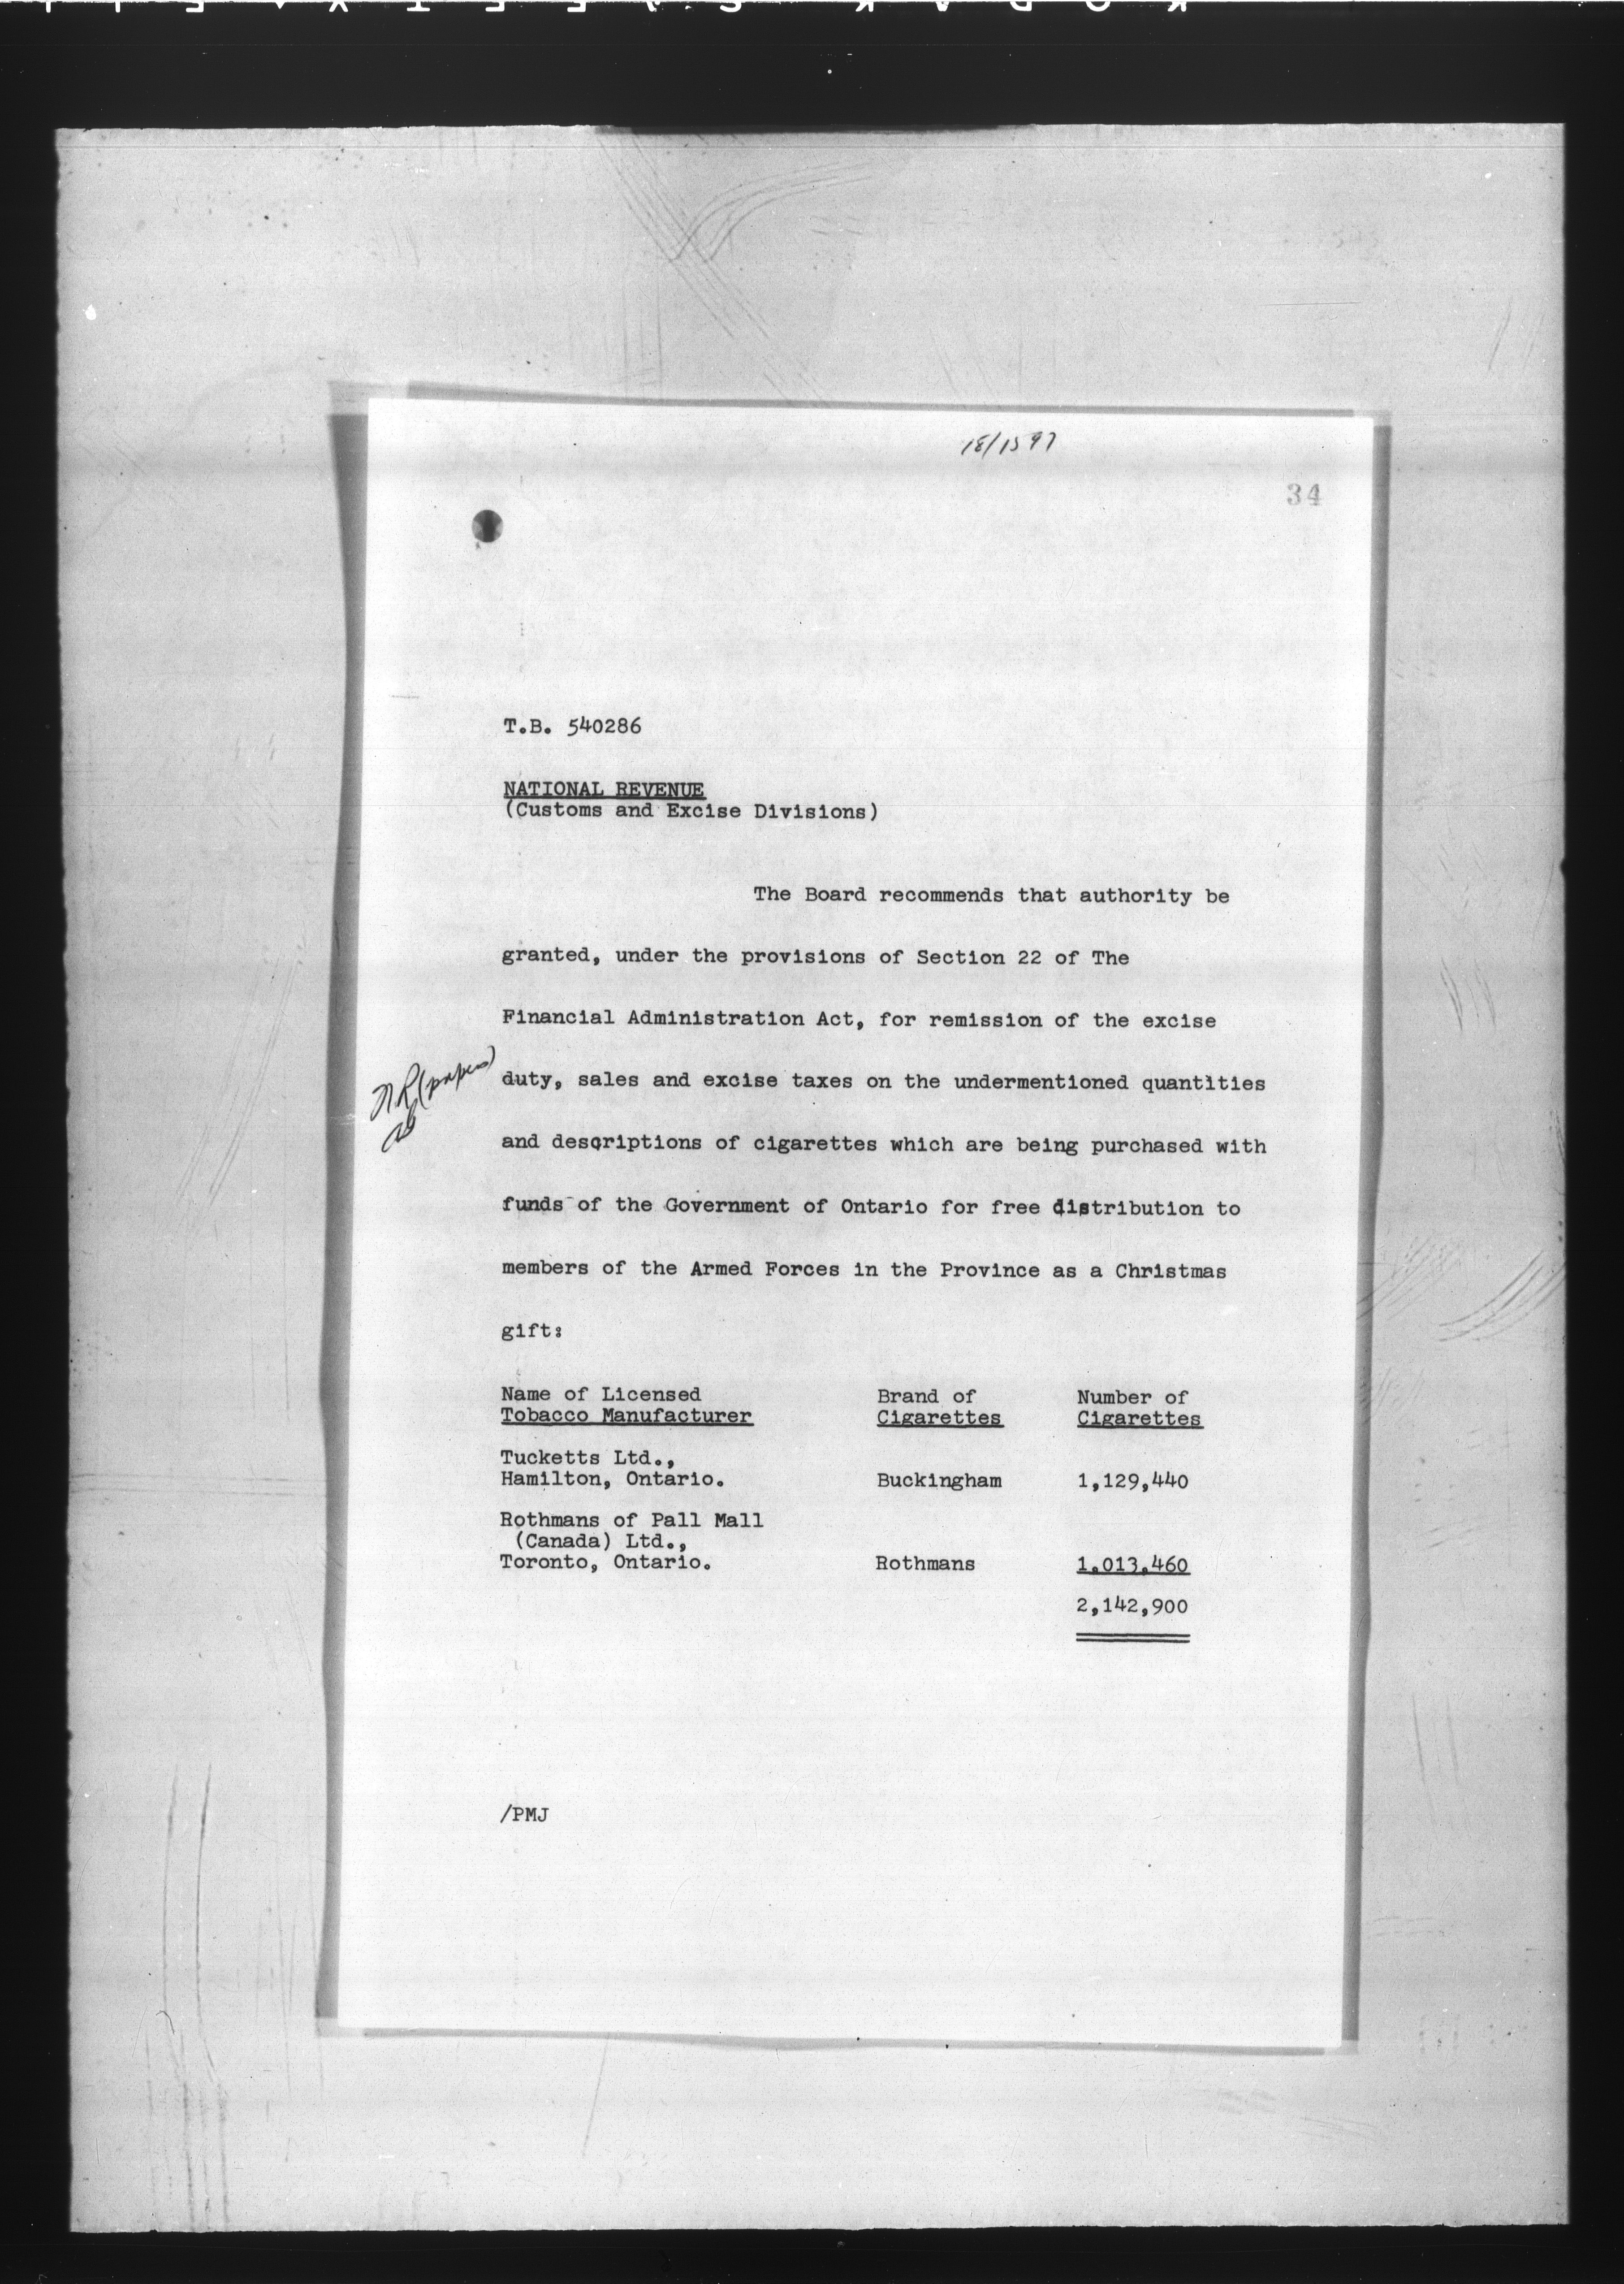 18/1597
34
T.B. 540286
NATIONAL REVENUE
(Customs and Excise Divisions)
The Board recommends that authority be
granted, under the provisions of Section 22 of The
Financial Administration Act, for remission of the excise
N.R. (papers)
duty, sales and excise taxes on the undermentioned quantities
and descriptions of cigarettes which are being purchased with
funds of the Government of Ontario for free distribution to
members of the Armed Forces in the Province as a Christmas
gift:
Name of Licensed Brand of Number of
Tobacco Manufacturer Cigarettes Cigarettes
Tucketts Ltd.,
Hamilton, Ontario. Buckingham 1,129,440
Rothmans of Pall Mall
(Canada) Ltd.,
Toronto, Ontario. Rothmans 1,013,460
2,142,900
/PMJ